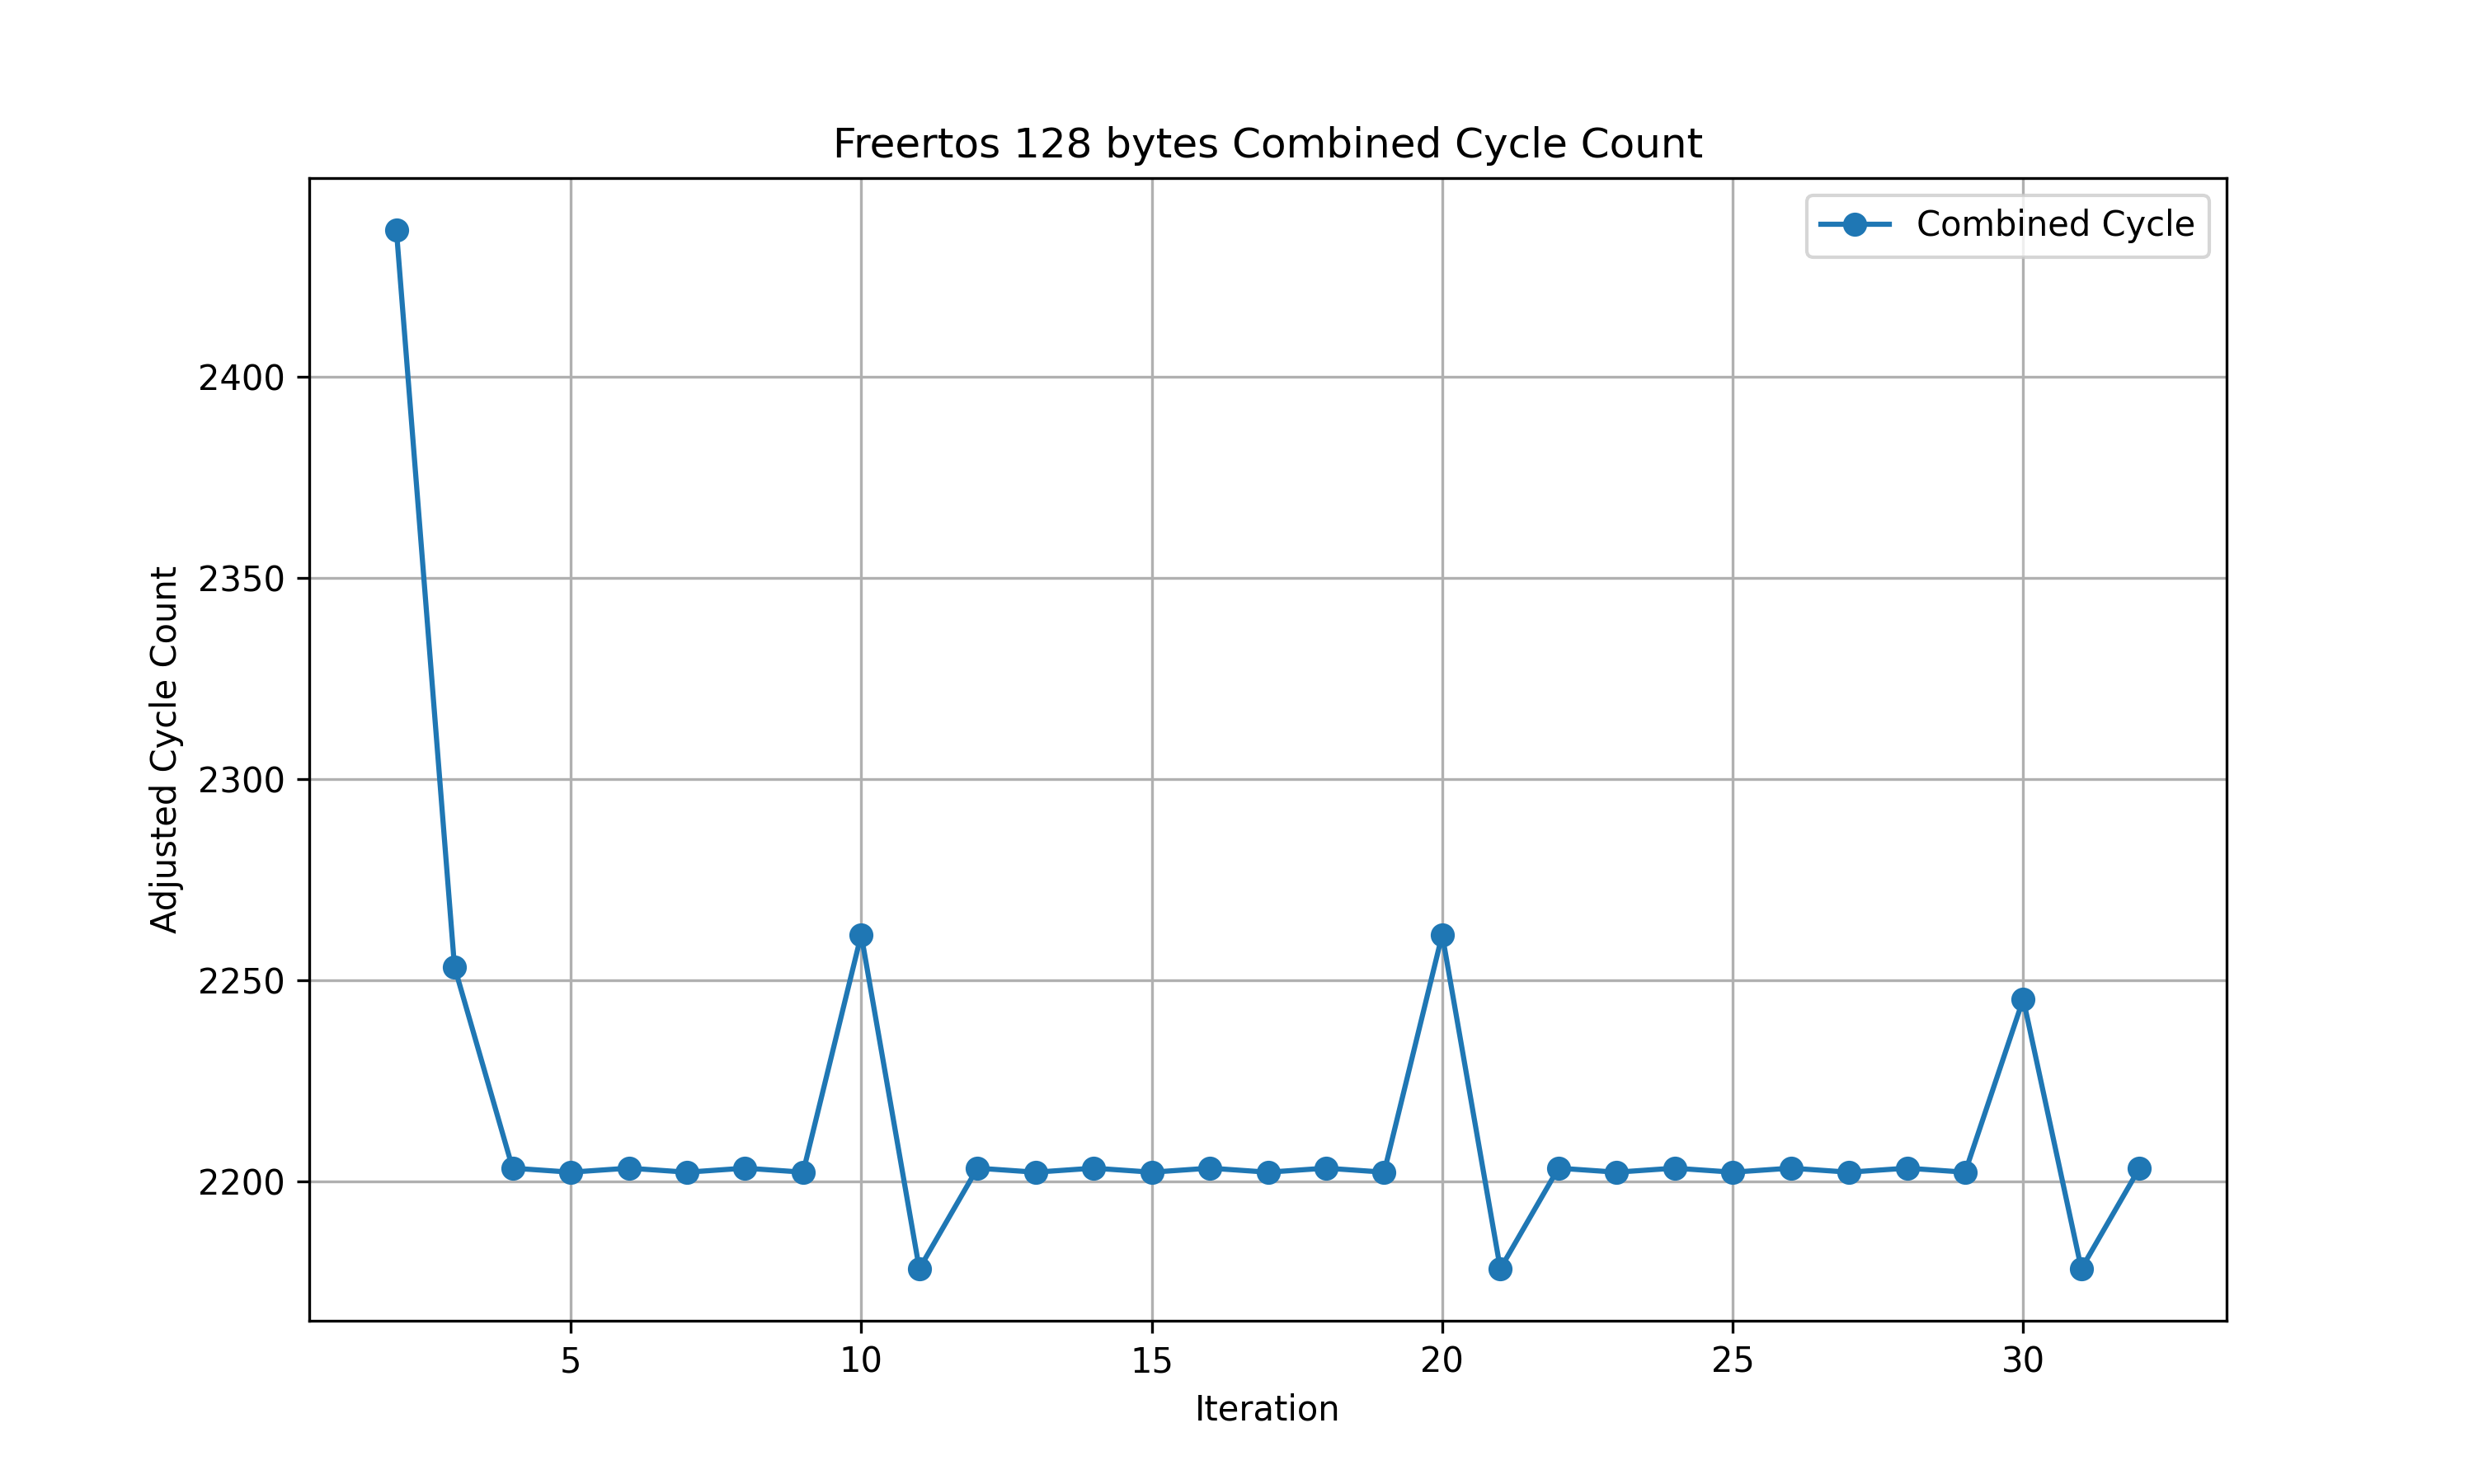 Freertos 128 bytes Combined Cycle Count
Combined Cycle
Adjusted Cycle Count
2400
2350
2300
2250
2200
5 10 15 20 25 30
Iteration